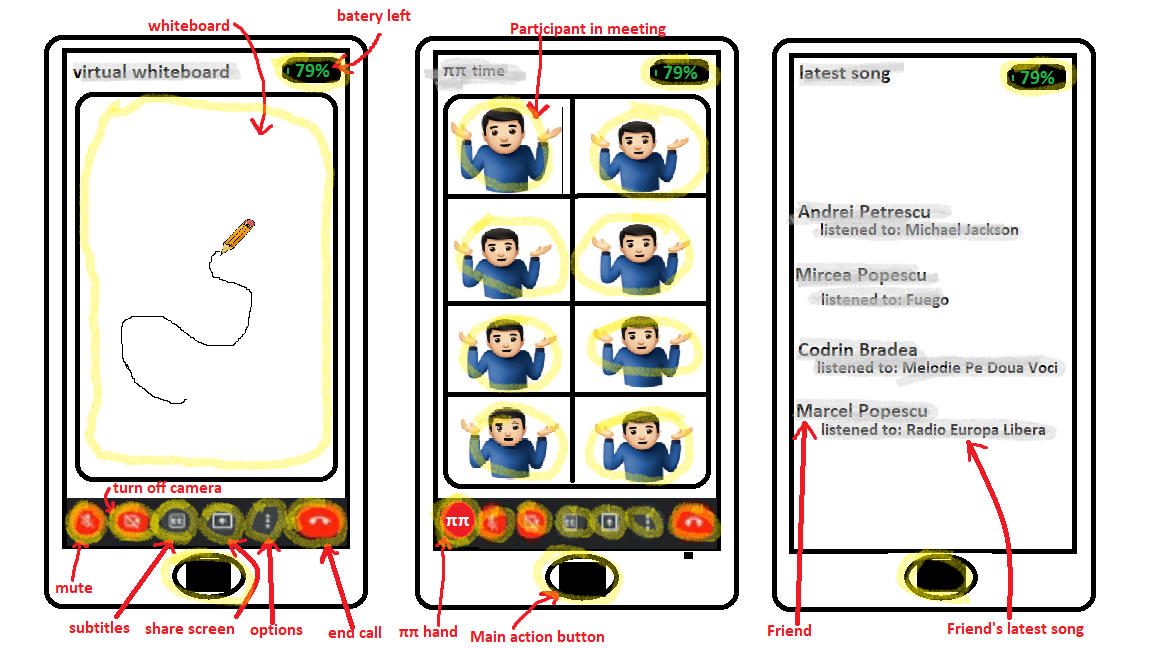 whiteboard
batery left
virtual whiteboard
79%
turn off camera
mute
subtitles
share screen
options
end call
Participant in meeting
ππ time
79%
ππ
ππ hand
Main action button
latest song
79%
Andrei Petrescu
listened to: Michael Jackson
Mircea Popescu
listened to: Fuego
Codrin Bradea
listened to: Melodie Pe Doua Voci
Marcel Popescu
listened to: Radio Europa Libera
Friend
Friend's latest song